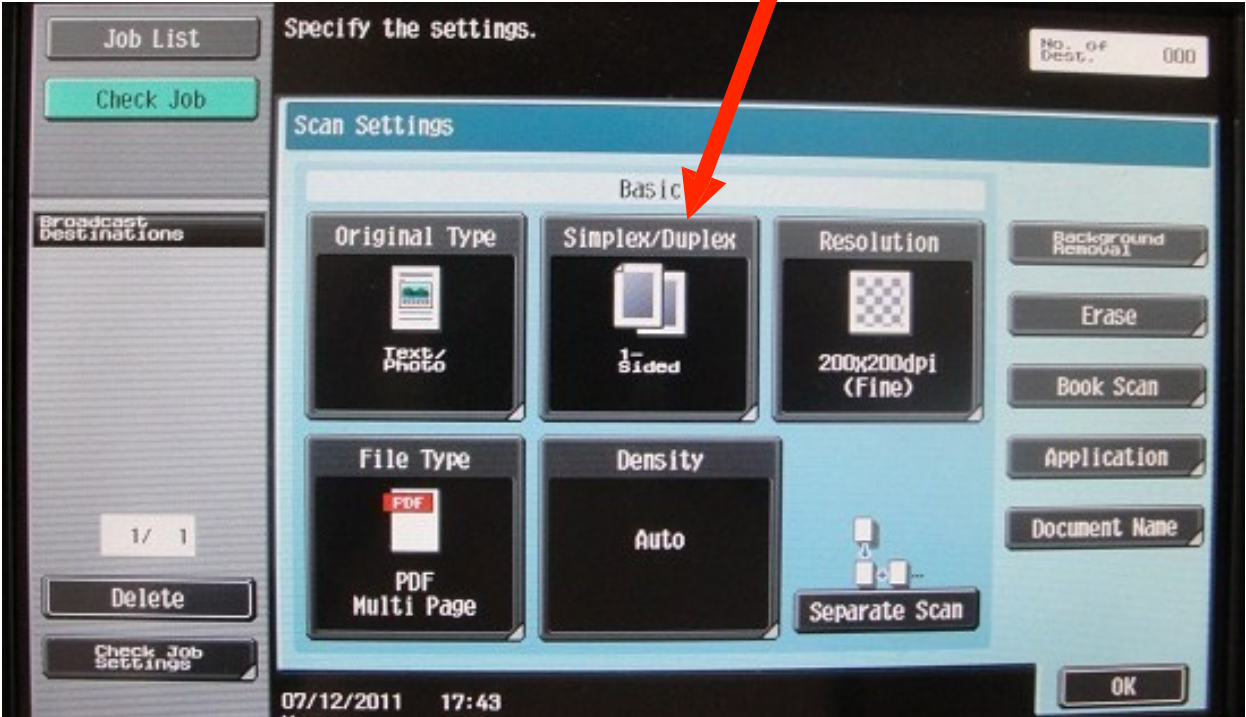 Job List
Specify the settings.
No. of
Dest. 000
Check Job
Scan Settings
Basic
Broadcast
Destinations
Original Type
Text/
Photo
Simplex/Duplex
1-
Sided
Resolution
200x200dpi
(Fine)
Background
Removal
Erase
Book Scan
Application
Document Name
File Type
PDF
PDF
Multi Page
Density
Auto
Separate Scan
1/ 1
Delete
Check Job
Settings
07/12/2011 17:43
OK